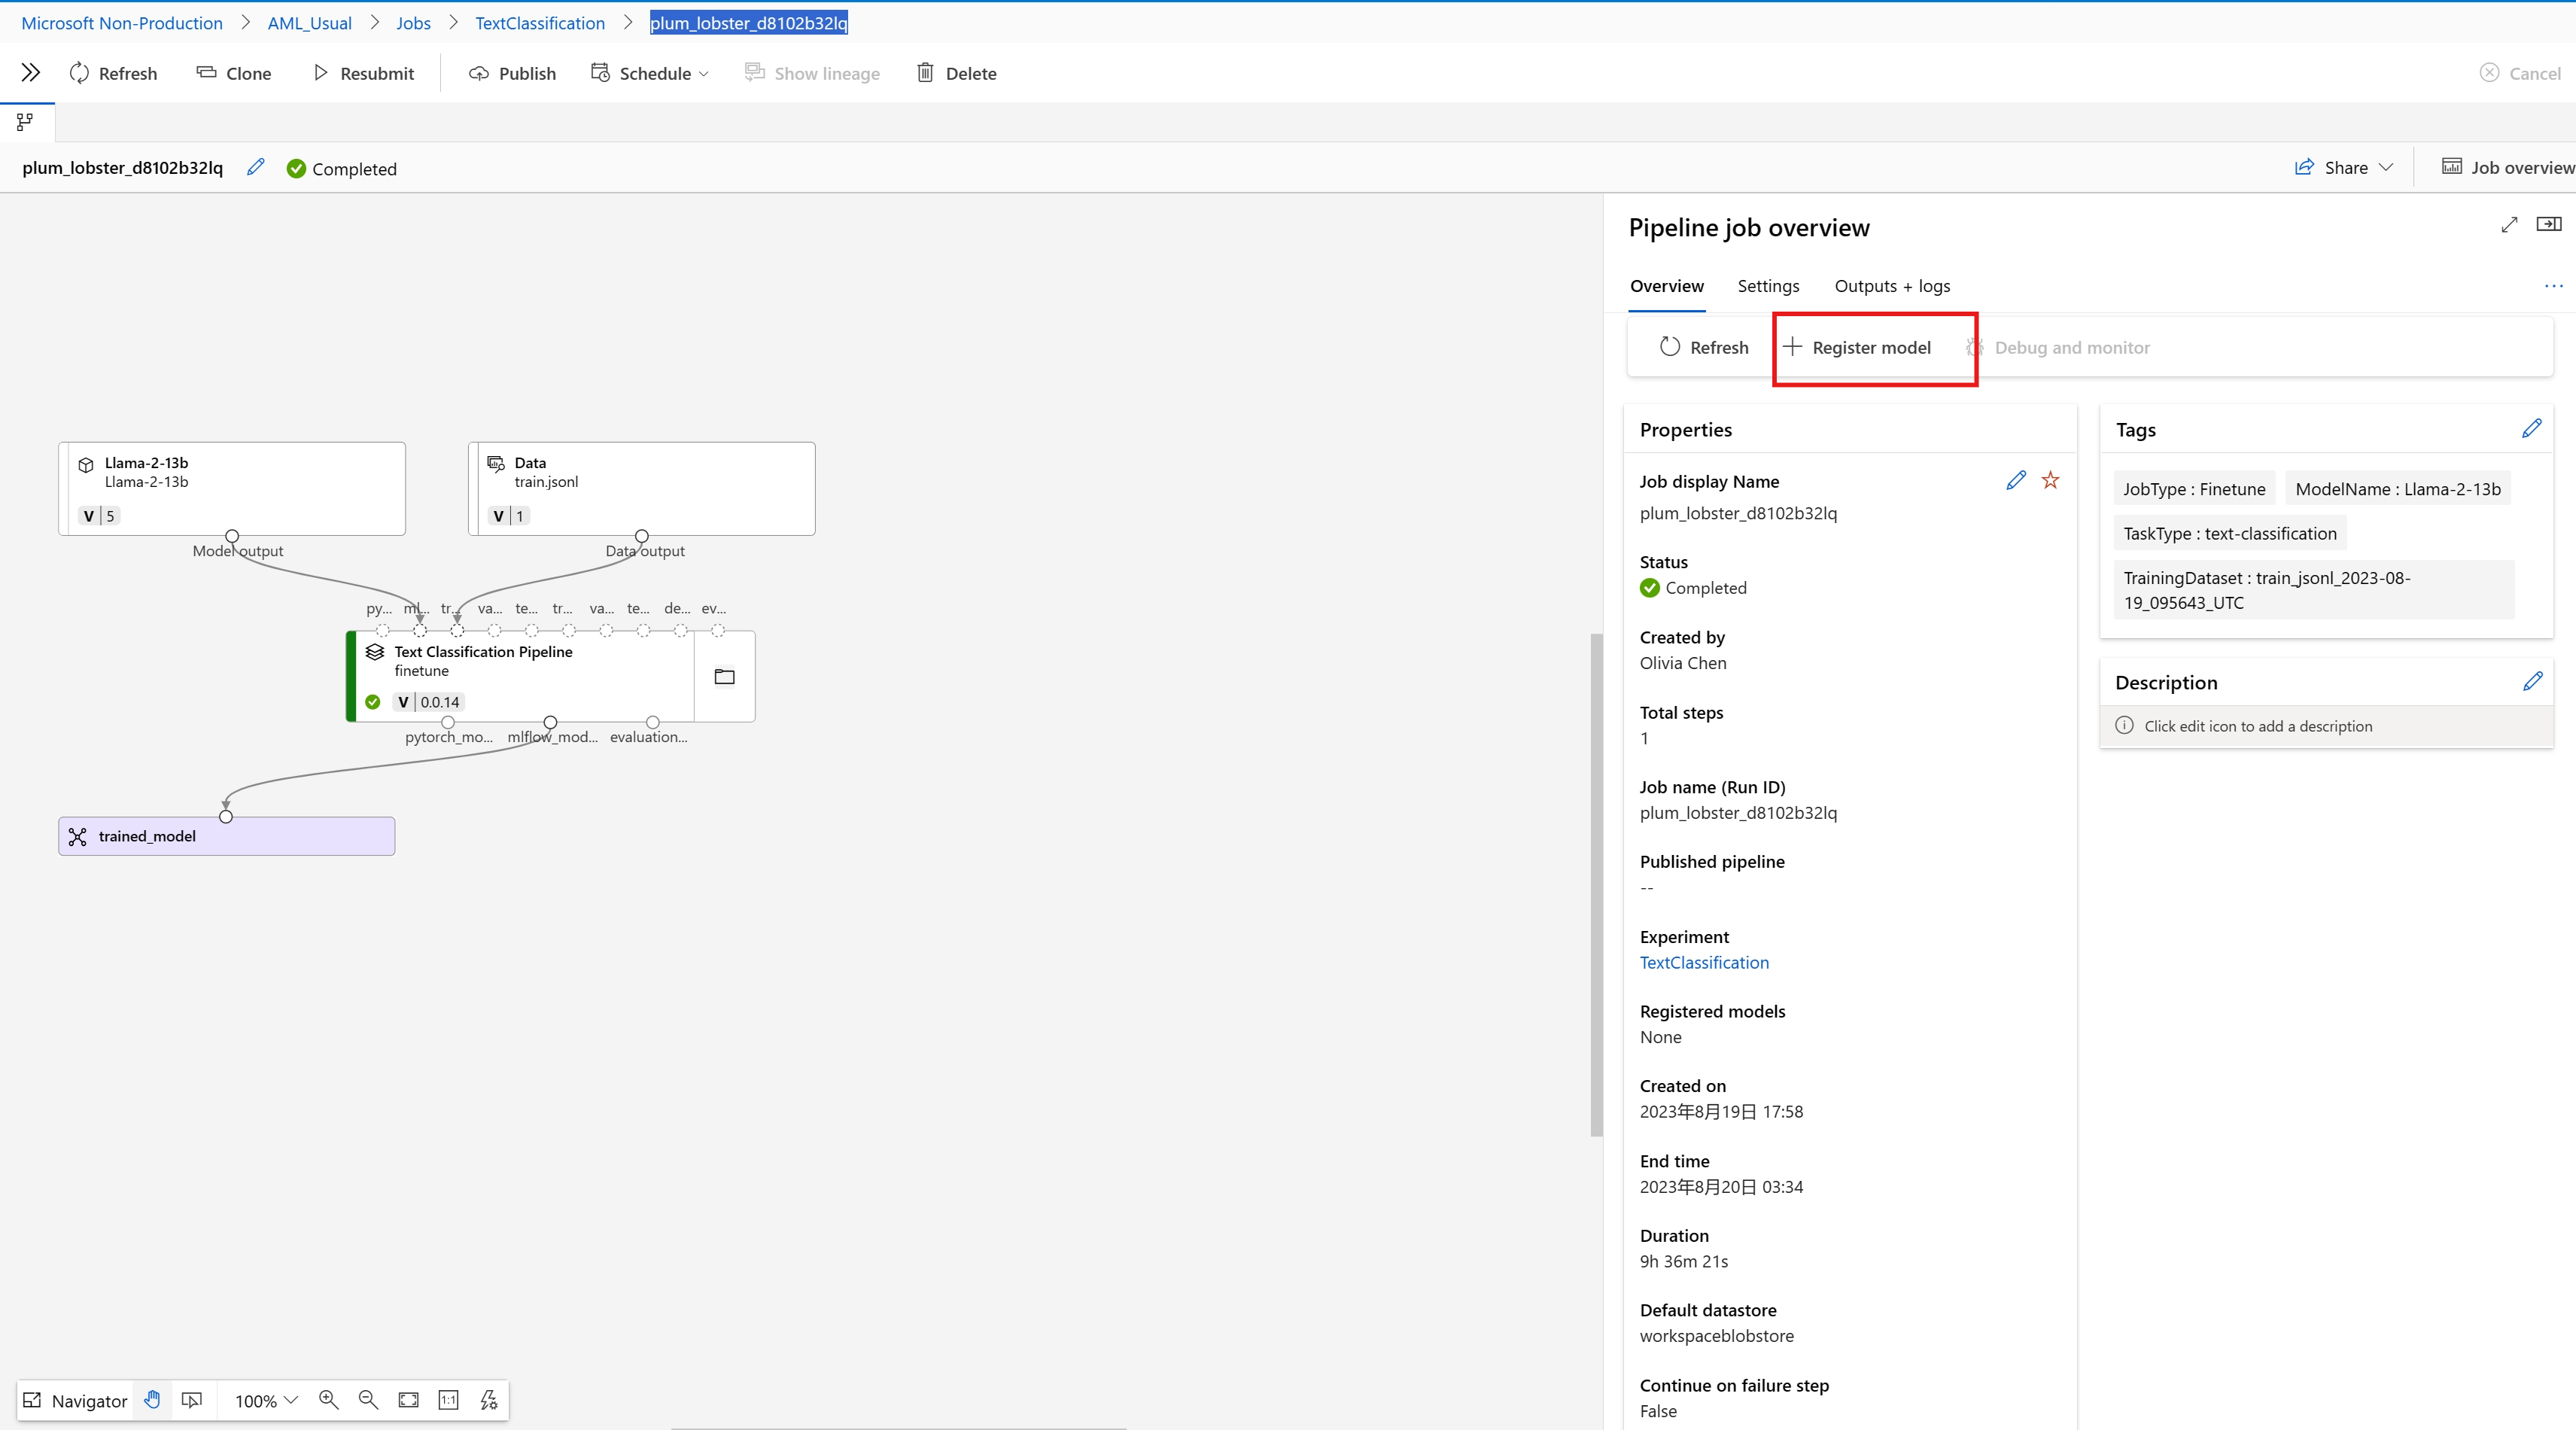 Microsoft Non-Production > AML_Usual > Jobs > TextClassification > plum_lobster_d8102b32lq
Refresh Clone Resubmit Publish Schedule Show lineage Delete Cancel
plum_lobster_d8102b32lq Completed Share Job overview
Pipeline job overview
Overview Settings Outputs + logs
Refresh Register model Debug and monitor
Llama-2-13b
Llama-2-13b
V 5
Model output
Data
train.jsonl
V 1
Data output
py... ml... tr... va... te... tr... va... te... de... ev...
Text Classification Pipeline
finetune
V 0.0.14
pytorch_mo... mlflow_mod... evaluation...
trained_model
Navigator 100% 1:1
Properties
Job display Name
plum_lobster_d8102b32lq
Status
Completed
Created by
Olivia Chen
Total steps
1
Job name (Run ID)
plum_lobster_d8102b32lq
Published pipeline
--
Experiment
TextClassification
Registered models
None
Created on
2023年8月19日 17:58
End time
2023年8月20日 03:34
Duration
9h 36m 21s
Default datastore
workspaceblobstore
Continue on failure step
False
Tags
JobType : Finetune ModelName : Llama-2-13b
TaskType : text-classification
TrainingDataset : train_jsonl_2023-08-
19_095643_UTC
Description
Click edit icon to add a description